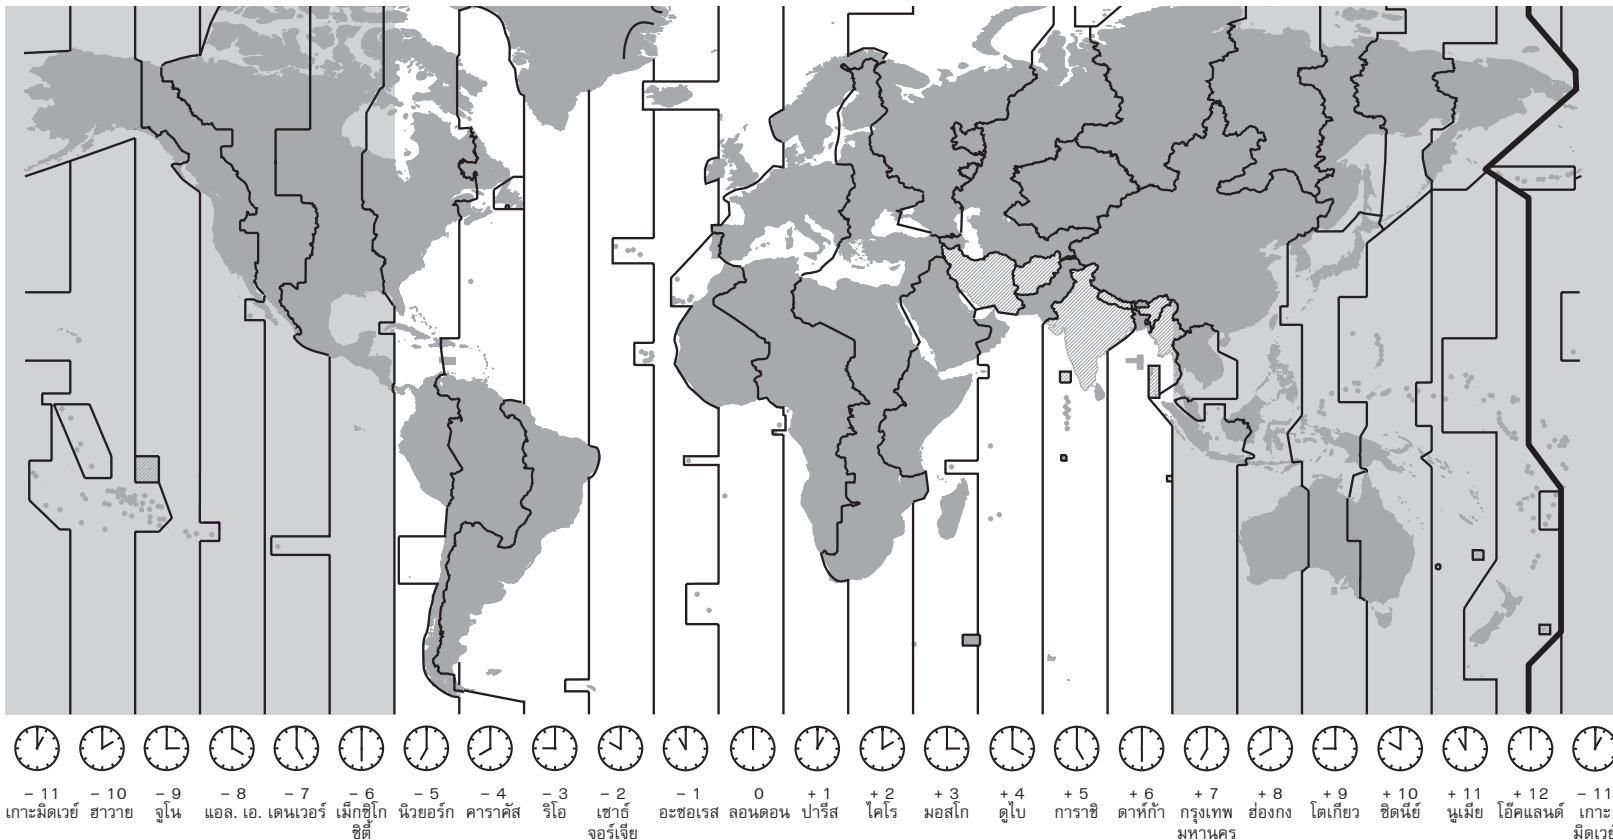 − 11 − 10 − 9 − 8 − 7 − 6 − 5 − 4 − 3 − 2 − 1 0 + 1 + 2 + 3 + 4 + 5 + 6 + 7 + 8 + 9 + 10 + 11 + 12 − 11
เกาะมิดเวย์ ฮาวาย จูโน แอล. เอ. เดนเวอร์ เม็กซิโก นิวยอร์ก คาราคัส ริโอ เซาธ์ อะซอเรส ลอนดอน ปารีส ไคโร มอสโก ดูไบ การาชิ ดาห์ก้า กรุงเทพ ฮ่องกง โตเกียว ซิดนีย์ นูเมีย โอ๊คแลนด์ เกาะ
ซิตี้ จอร์เจีย มหานคร มิดเวย์